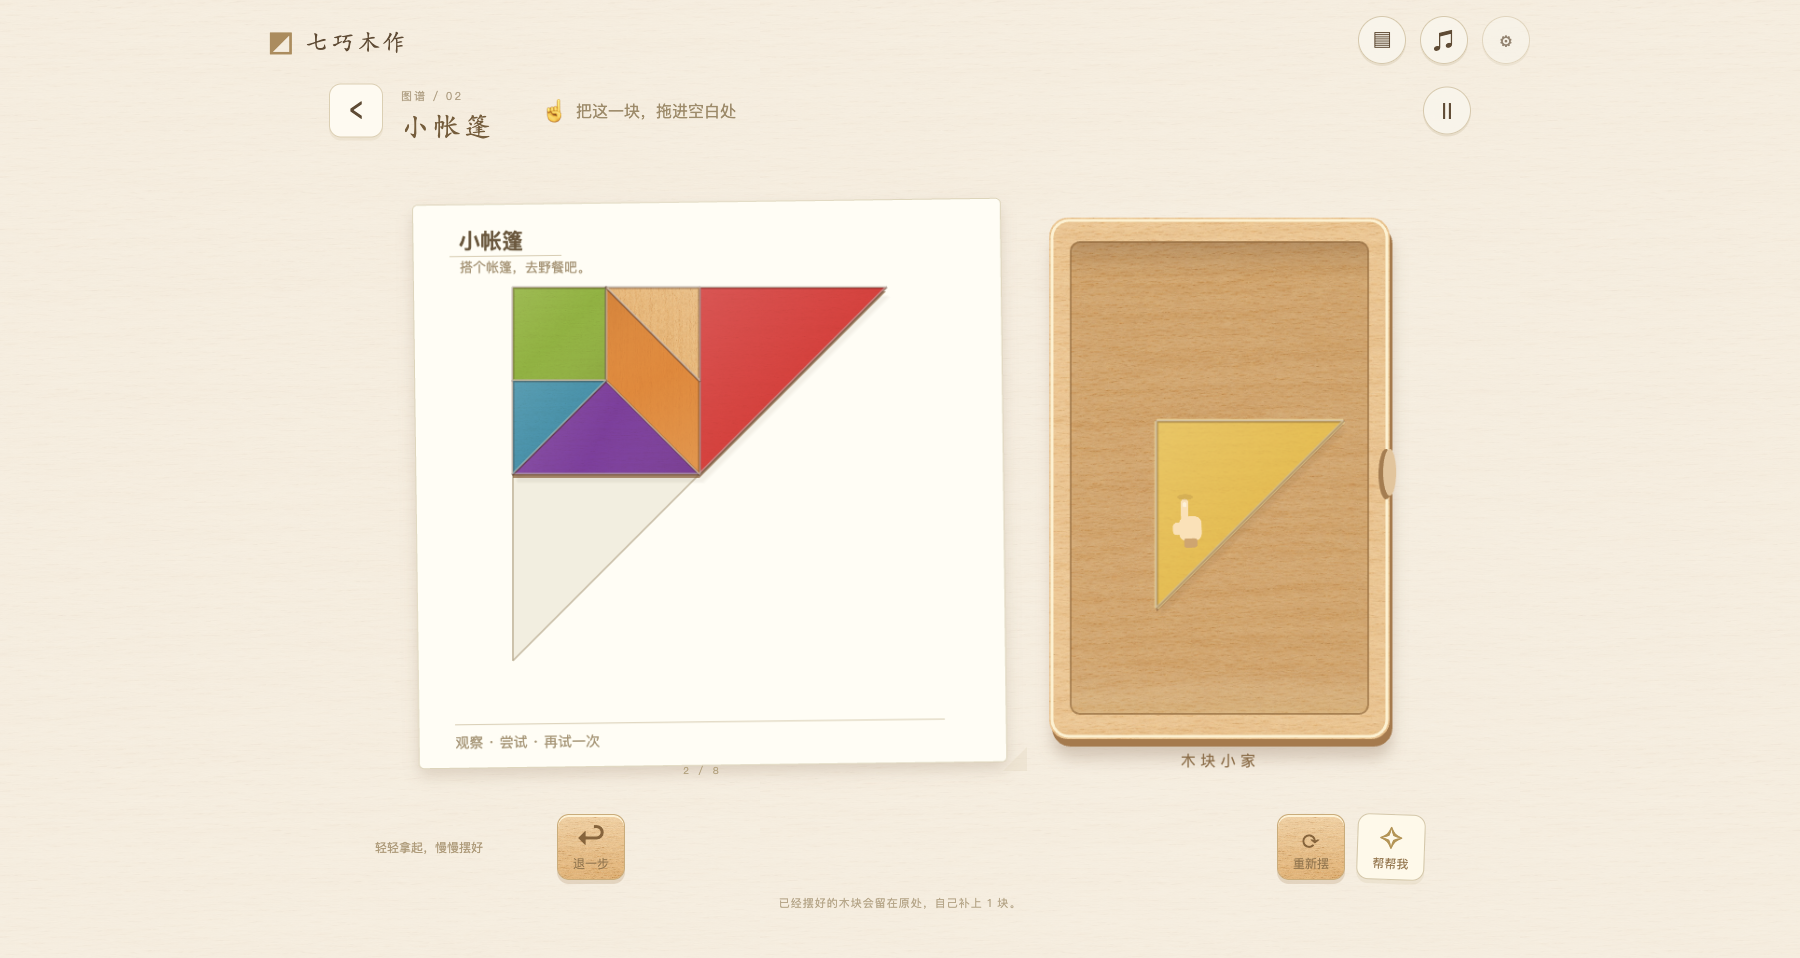 七巧木作
图谱 / 02
小帐篷
把这一块，拖进空白处
小帐篷
搭个帐篷，去野餐吧。
观察 · 尝试 · 再试一次
2 / 8
木块小家
轻轻拿起，慢慢摆好
退一步
重新摆
帮帮我
已经摆好的木块会留在原处，自己补上 1 块。